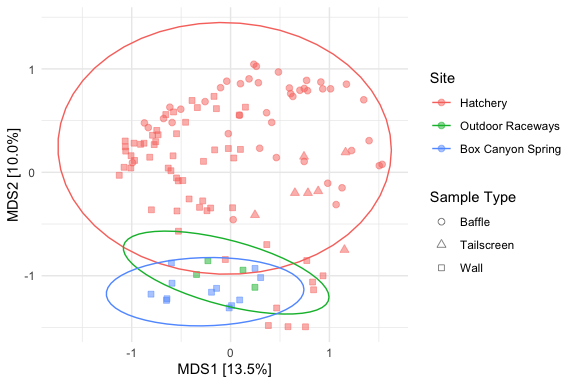 MDS2 [10.0%]
1
0
-1
-1
0
1
MDS1 [13.5%]
Site
Hatchery
Outdoor Raceways
Box Canyon Spring
Sample Type
Baffle
Tailscreen
Wall